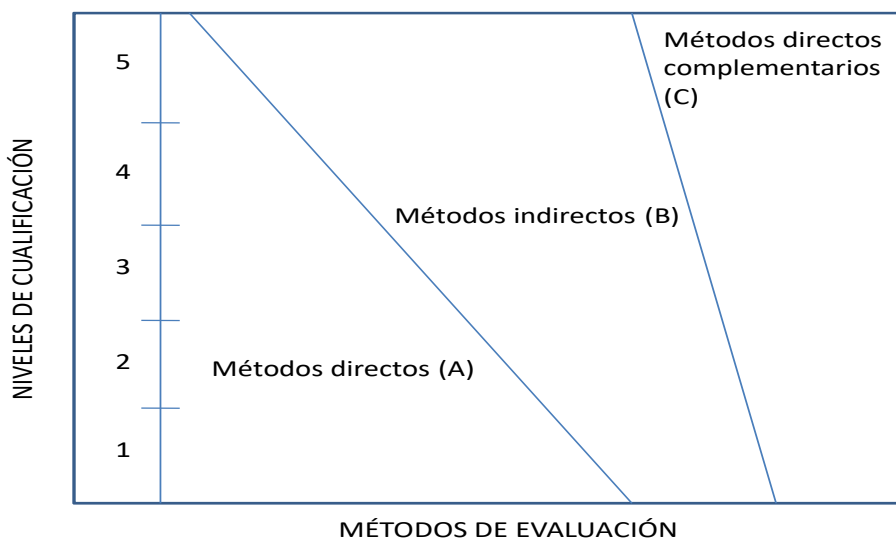 Métodos directos
complementarios
(C)
5
4
Métodos indirectos (B)
3
2
Métodos directos (A)
1
NIVELES DE CUALIFICACIÓN
MÉTODOS DE EVALUACIÓN